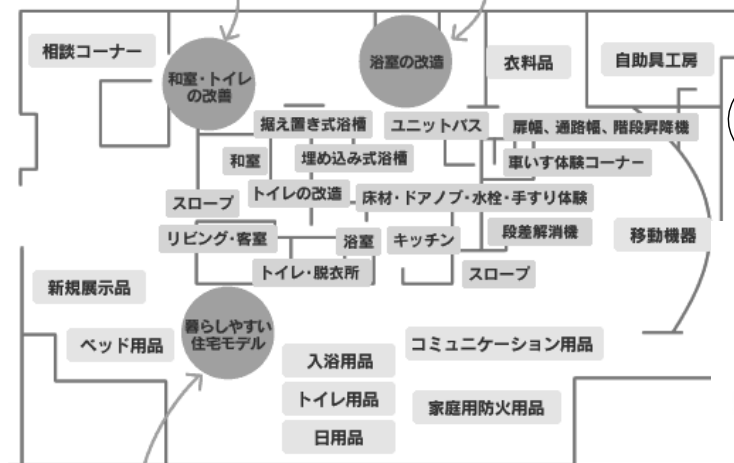 相談コーナー
和室・トイレ
の改善
浴室の改造
衣料品
自助具工房
据え置き式浴槽
ユニットバス
扉幅、通路幅、階段昇降機
和室
埋め込み式浴槽
車いす体験コーナー
スロープ
トイレの改造
床材・ドアノブ・水栓・手すり体験
リビング・客室
浴室
キッチン
段差解消機
移動機器
トイレ・脱衣所
スロープ
新規展示品
暮らしやすい
住宅モデル
ベッド用品
コミュニケーション用品
入浴用品
トイレ用品
家庭用防火用品
日用品